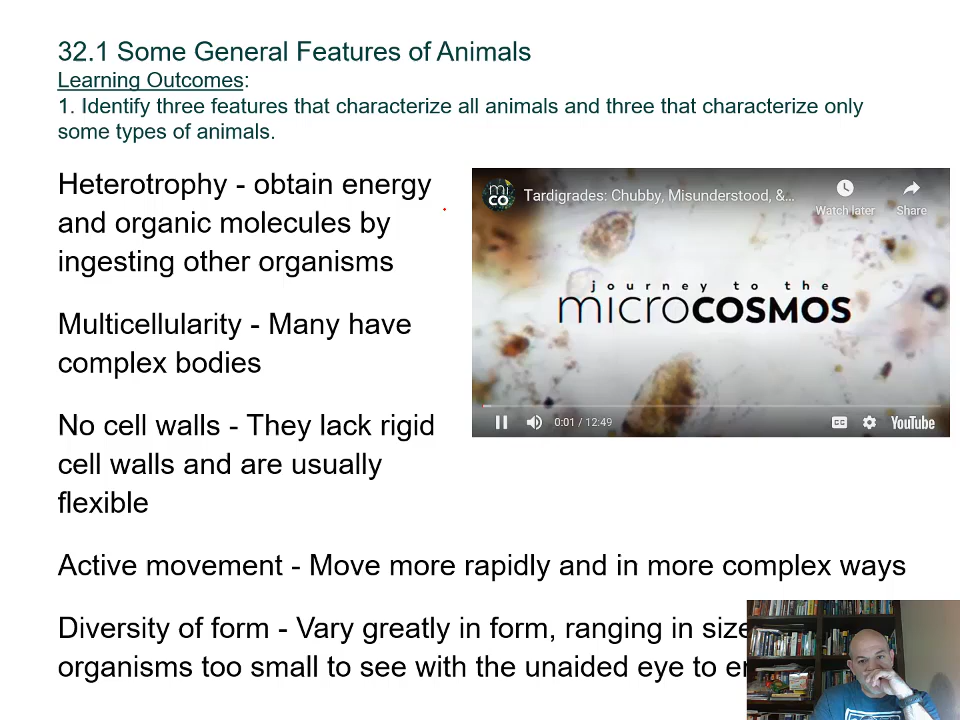 32.1 Some General Features of Animals
Learning Outcomes:
1. Identify three features that characterize all animals and three that characterize only
some types of animals.
Heterotrophy - obtain energy
and organic molecules by
ingesting other organisms
Multicellularity - Many have
complex bodies
No cell walls - They lack rigid
cell walls and are usually
flexible
mi
co
Tardigrades: Chubby, Misunderstood, &...
Watch later
Share
journey to the
microCOSMOS
0:01 / 12:49
CC
YouTube
Active movement - Move more rapidly and in more complex ways
Diversity of form - Vary greatly in form, ranging in size
organisms too small to see with the unaided eye to